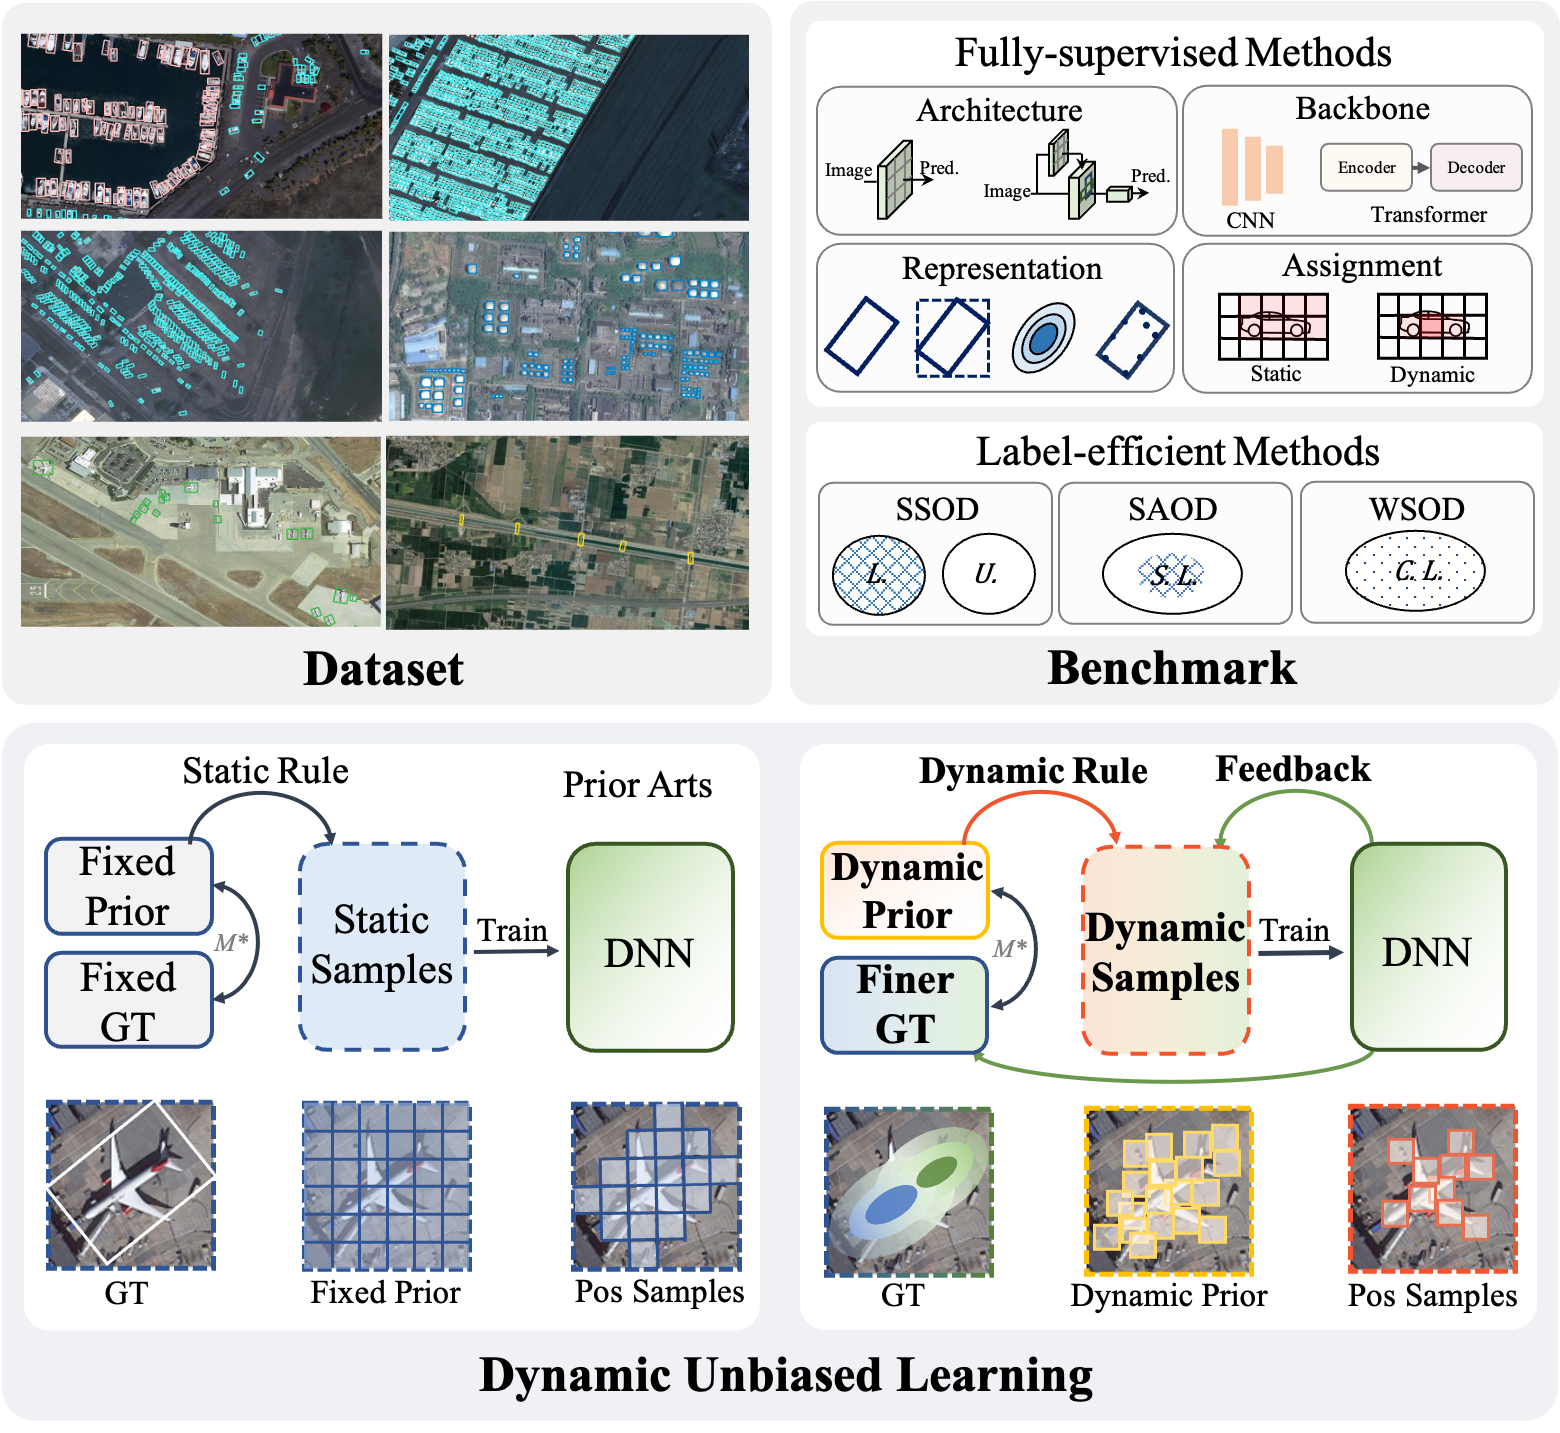 Dataset
Fully-supervised Methods
Architecture
Image
Pred.
Image
Pred.
Backbone
CNN
Encoder
Decoder
Transformer
Representation
Assignment
Static
Dynamic
Label-efficient Methods
SSOD
L.
U.
SAOD
S. L.
WSOD
C. L.
Benchmark
Static Rule
Prior Arts
Fixed
Prior
M*
Fixed
GT
Static
Samples
Train
DNN
GT
Fixed Prior
Pos Samples
Dynamic Rule
Feedback
Dynamic
Prior
M*
Finer
GT
Dynamic
Samples
Train
DNN
GT
Dynamic Prior
Pos Samples
Dynamic Unbiased Learning